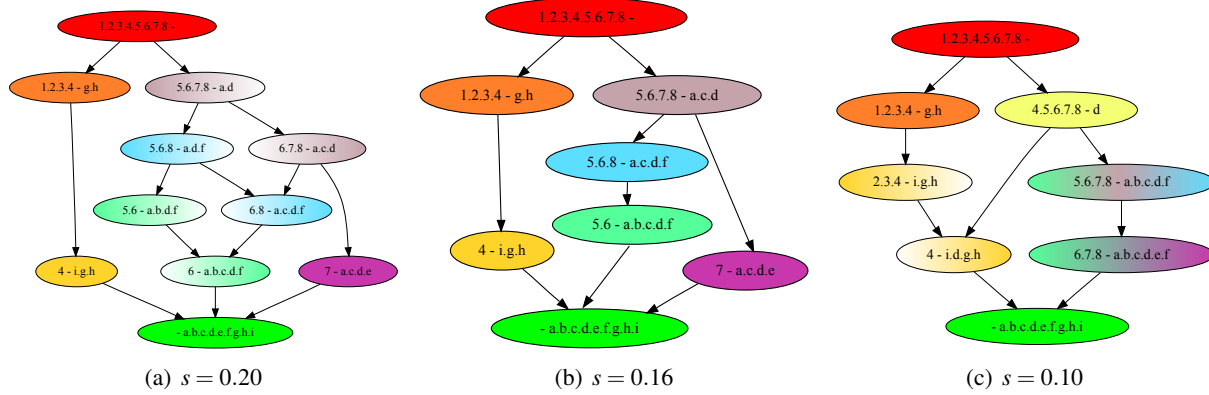 1.2.3.4.5.6.7.8 -
1.2.3.4 - g.h
5.6.7.8 - a.d
5.6.8 - a.d.f
6.7.8 - a.c.d
5.6 - a.b.d.f
6.8 - a.c.d.f
4 - i.g.h
6 - a.b.c.d.f
7 - a.c.d.e
- a.b.c.d.e.f.g.h.i
(a) s = 0.20
1.2.3.4.5.6.7.8 -
1.2.3.4 - g.h
5.6.7.8 - a.c.d
5.6.8 - a.c.d.f
5.6 - a.b.c.d.f
4 - i.g.h
7 - a.c.d.e
- a.b.c.d.e.f.g.h.i
(b) s = 0.16
1.2.3.4.5.6.7.8 -
1.2.3.4 - g.h
4.5.6.7.8 - d
2.3.4 - i.g.h
5.6.7.8 - a.b.c.d.f
4 - i.d.g.h
6.7.8 - a.b.c.d.e.f
- a.b.c.d.e.f.g.h.i
(c) s = 0.10